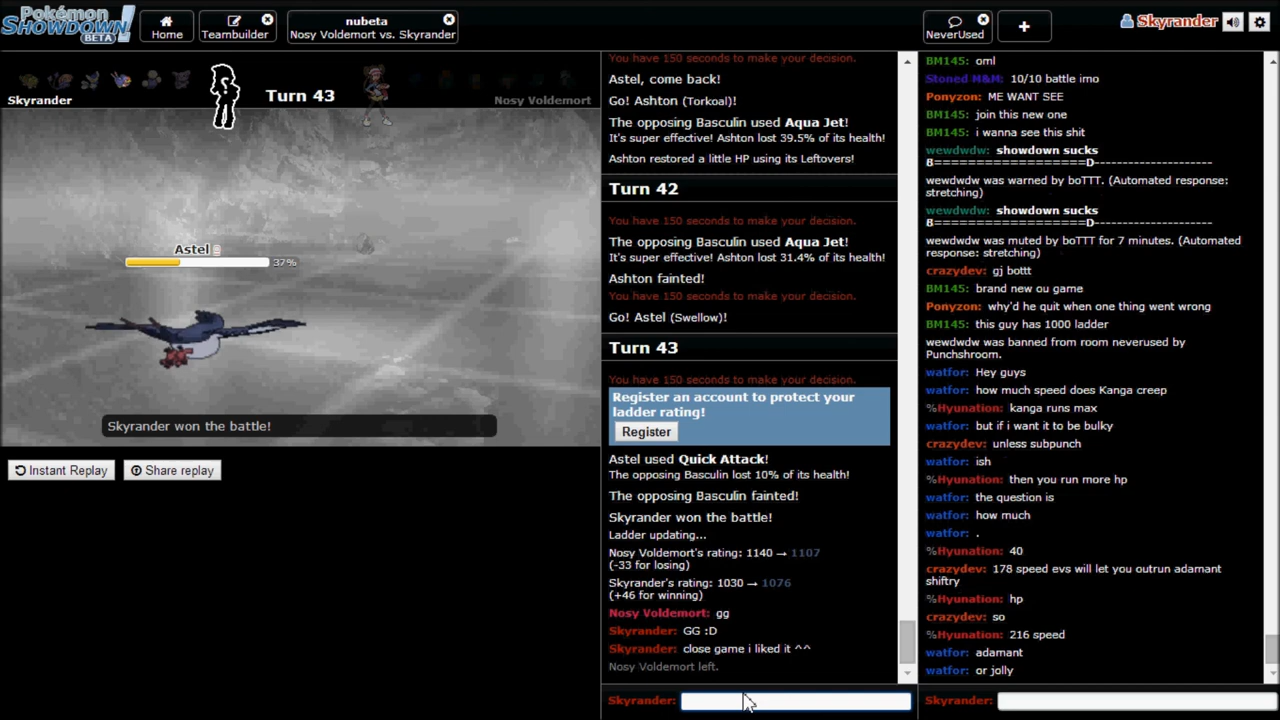 Pokémon
SHOWDOWN!
BETA
Home
Teambuilder
nubeta
Nosy Voldemort vs. Skyrander
NeverUsed
+
Skyrander
Skyrander
Turn 43
Nosy Voldemort
Astel
37%
Skyrander won the battle!
Instant Replay
Share replay
You have 150 seconds to make your decision.
Astel, come back!
Go! Ashton (Torkoal)!
The opposing Basculin used Aqua Jet!
It's super effective! Ashton lost 39.5% of its health!
Ashton restored a little HP using its Leftovers!
Turn 42
You have 150 seconds to make your decision.
The opposing Basculin used Aqua Jet!
It's super effective! Ashton lost 31.4% of its health!
Ashton fainted!
You have 150 seconds to make your decision.
Go! Astel (Swellow)!
Turn 43
You have 150 seconds to make your decision.
Register an account to protect your
ladder rating!
Register
Astel used Quick Attack!
The opposing Basculin lost 10% of its health!
The opposing Basculin fainted!
Skyrander won the battle!
Ladder updating...
Nosy Voldemort's rating: 1140 → 1107
(-33 for losing)
Skyrander's rating: 1030 → 1076
(+46 for winning)
Nosy Voldemort: gg
Skyrander: GG :D
Skyrander: close game i liked it ^^
Nosy Voldemort left.
Skyrander:
BM145: oml
Stoned M&M: 10/10 battle imo
Ponyzon: ME WANT SEE
BM145: join this new one
BM145: i wanna see this shit
wewdwdw: showdown sucks
8==================D----------------------
wewdwdw was warned by boTTT. (Automated response:
stretching)
wewdwdw: showdown sucks
8==================D----------------------
wewdwdw was muted by boTTT for 7 minutes. (Automated
response: stretching)
crazydev: gj bottt
BM145: brand new ou game
Ponyzon: why'd he quit when one thing went wrong
BM145: this guy has 1000 ladder
wewdwdw was banned from room neverused by
Punchshroom.
watfor: Hey guys
watfor: how much speed does Kanga creep
%Hyunation: kanga runs max
watfor: but if i want it to be bulky
crazydev: unless subpunch
watfor: ish
%Hyunation: then you run more hp
watfor: the question is
watfor: how much
watfor: .
%Hyunation: 40
crazydev: 178 speed evs will let you outrun adamant
shiftry
%Hyunation: hp
crazydev: so
%Hyunation: 216 speed
watfor: adamant
watfor: or jolly
Skyrander: